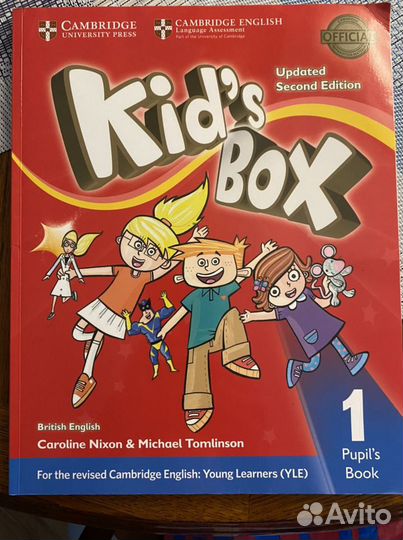 CAMBRIDGE
UNIVERSITY PRESS
CAMBRIDGE ENGLISH
Language Assessment
Part of the University of Cambridge
OFFICIAL
Updated
Second Edition
Kid's
BOX
British English
Caroline Nixon & Michael Tomlinson
1
Pupil's
Book
For the revised Cambridge English: Young Learners (YLE)
Avito